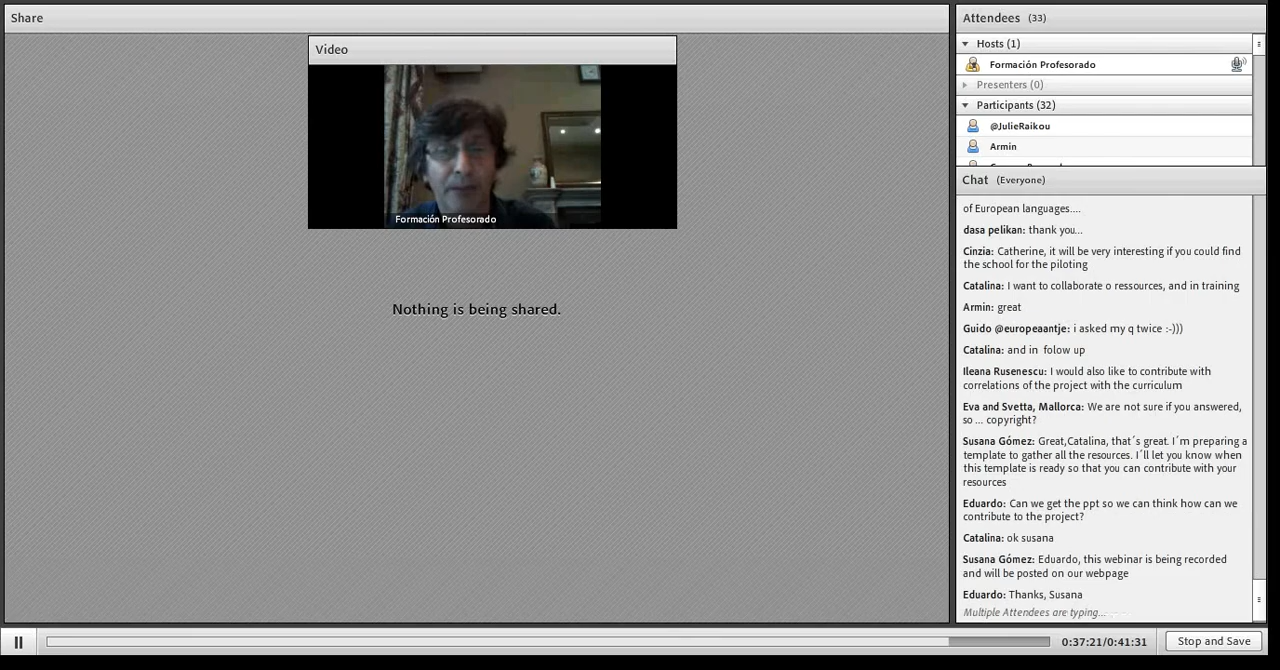 Share
Video
Formación Profesorado
Nothing is being shared.
Attendees (33)
Hosts (1)
Formación Profesorado
Presenters (0)
Participants (32)
@JulieRaikou
Armin
Chat (Everyone)
of European languages....
dasa pelikan: thank you...
Cinzia: Catherine, it will be very interesting if you could find
the school for the piloting
Catalina: I want to collaborate o ressources, and in training
Armin: great
Guido @europeaantje: i asked my q twice :-)))
Catalina: and in folow up
Ileana Rusenescu: I would also like to contribute with
correlations of the project with the curriculum
Eva and Svetta, Mallorca: We are not sure if you answered,
so ... copyright?
Susana Gómez: Great,Catalina, that´s great. I´m preparing a
template to gather all the resources. I´ll let you know when
this template is ready so that you can contribute with your
resources
Eduardo: Can we get the ppt so we can think how can we
contribute to the project?
Catalina: ok susana
Susana Gómez: Eduardo, this webinar is being recorded
and will be posted on our webpage
Eduardo: Thanks, Susana
Multiple Attendees are typing...
0:37:21/0:41:31
Stop and Save